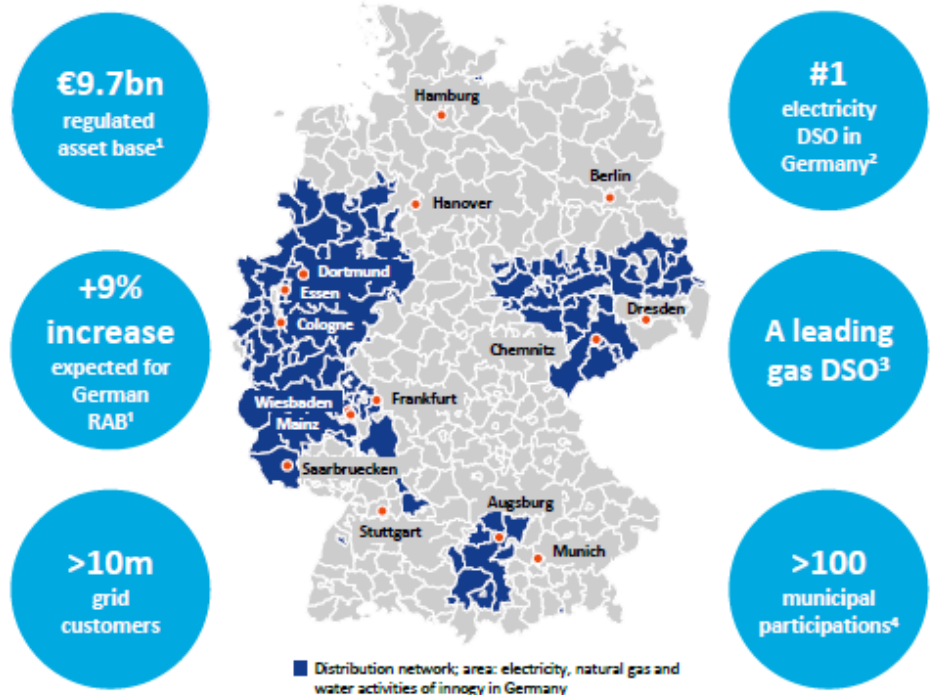 €9.7bn
regulated
asset base¹
+9%
increase
expected for
German
RAB¹
>10m
grid
customers
Hamburg
Berlin
Hanover
Dortmund
Essen
Cologne
Dresden
Chemnitz
Wiesbaden
Frankfurt
Mainz
Saarbruecken
Augsburg
Stuttgart
Munich
#1
electricity
DSO in
Germany²
A leading
gas DSO³
>100
municipal
participations⁴
Distribution network; area: electricity, natural gas and
water activities of innogy in Germany